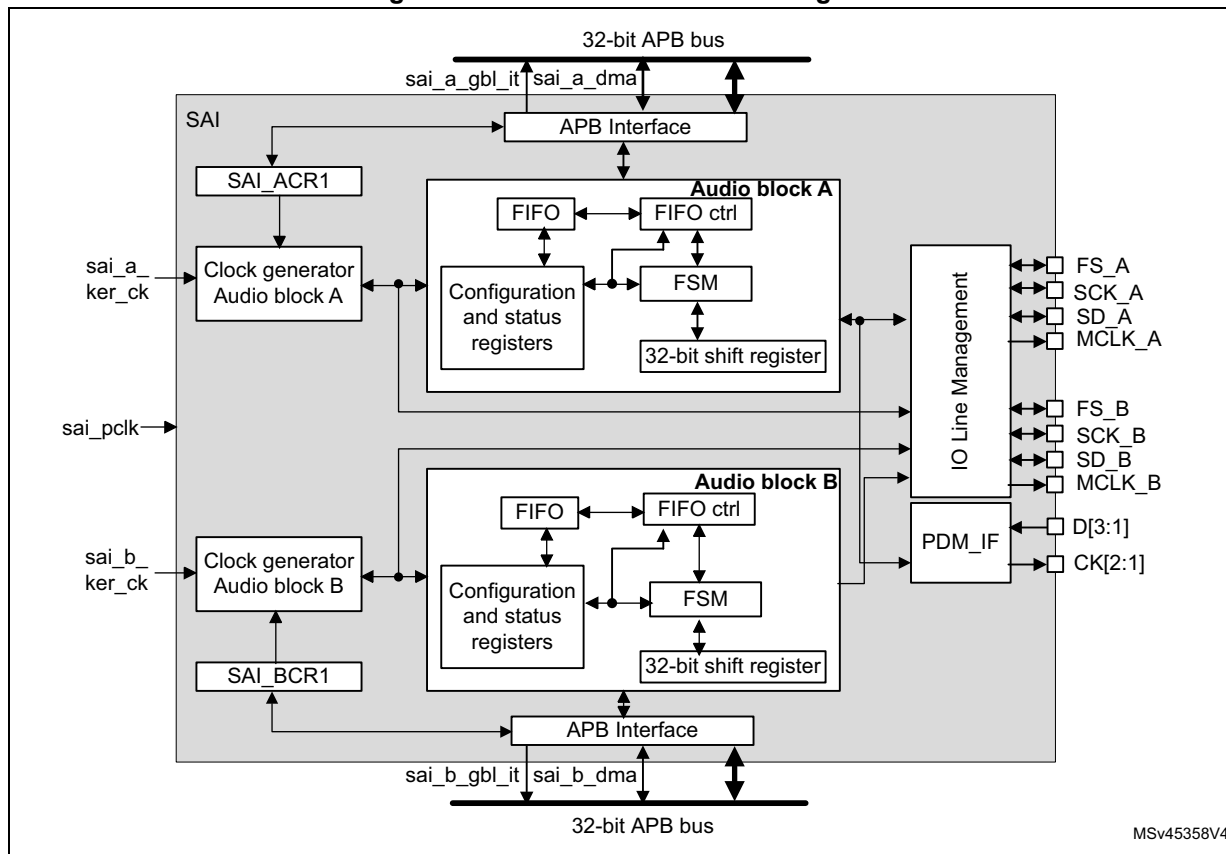 32-bit APB bus
sai_a_gbl_it sai_a_dma
SAI
APB Interface
SAI_ACR1
Audio block A
FIFO
FIFO ctrl
sai_a_
ker_ck
Clock generator
Audio block A
Configuration
and status
registers
FSM
32-bit shift register
IO Line Management
FS_A
SCK_A
SD_A
MCLK_A
sai_pclk
FS_B
SCK_B
SD_B
MCLK_B
Audio block B
FIFO
FIFO ctrl
sai_b_
ker_ck
Clock generator
Audio block B
Configuration
and status
registers
FSM
32-bit shift register
PDM_IF
D[3:1]
CK[2:1]
SAI_BCR1
APB Interface
sai_b_gbl_it sai_b_dma
32-bit APB bus
MSv45358V4